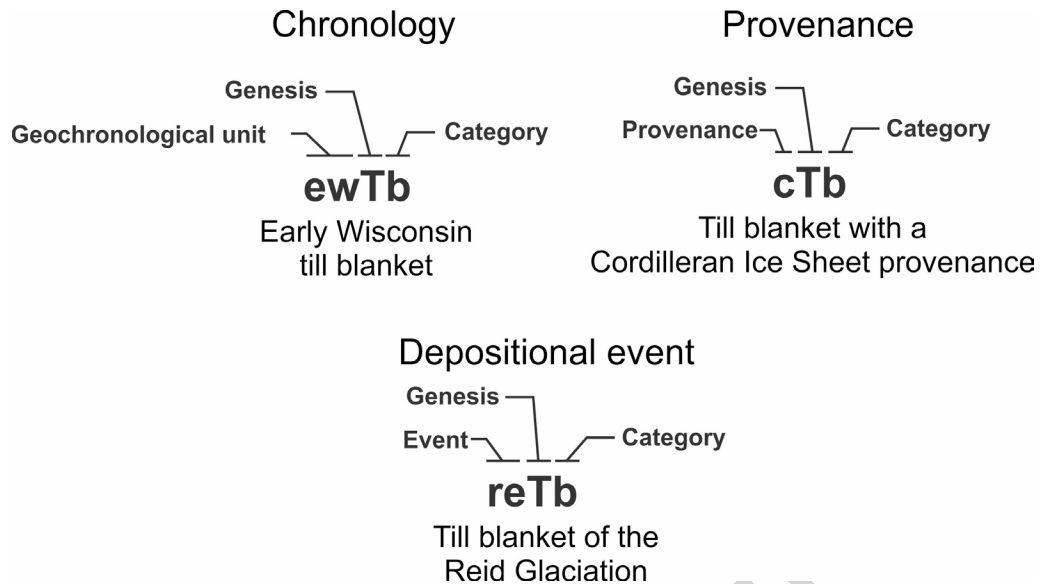 Chronology
Genesis
Geochronological unit
Category
ewTb
Early Wisconsin
till blanket
Provenance
Genesis
Provenance
Category
cTb
Till blanket with a
Cordilleran Ice Sheet provenance
Depositional event
Genesis
Event
Category
reTb
Till blanket of the
Reid Glaciation